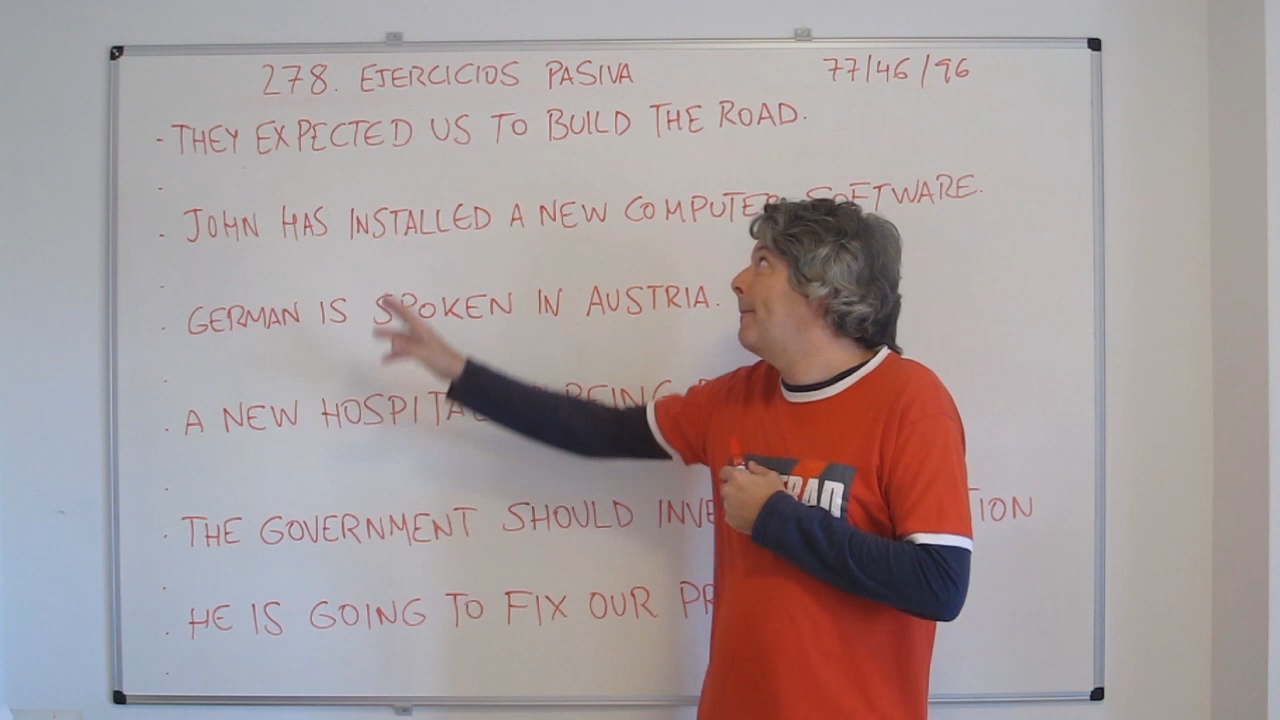 278. EJERCICIOS PASIVA 77/46/96
- THEY EXPECTED US TO BUILD THE ROAD.
. JOHN HAS INSTALLED A NEW COMPUTER SOFTWARE.
. GERMAN IS SPOKEN IN AUSTRIA.
. A NEW BEING
. THE GOVERNMENT SHOULD
. HE IS GOING TO FIX OUR